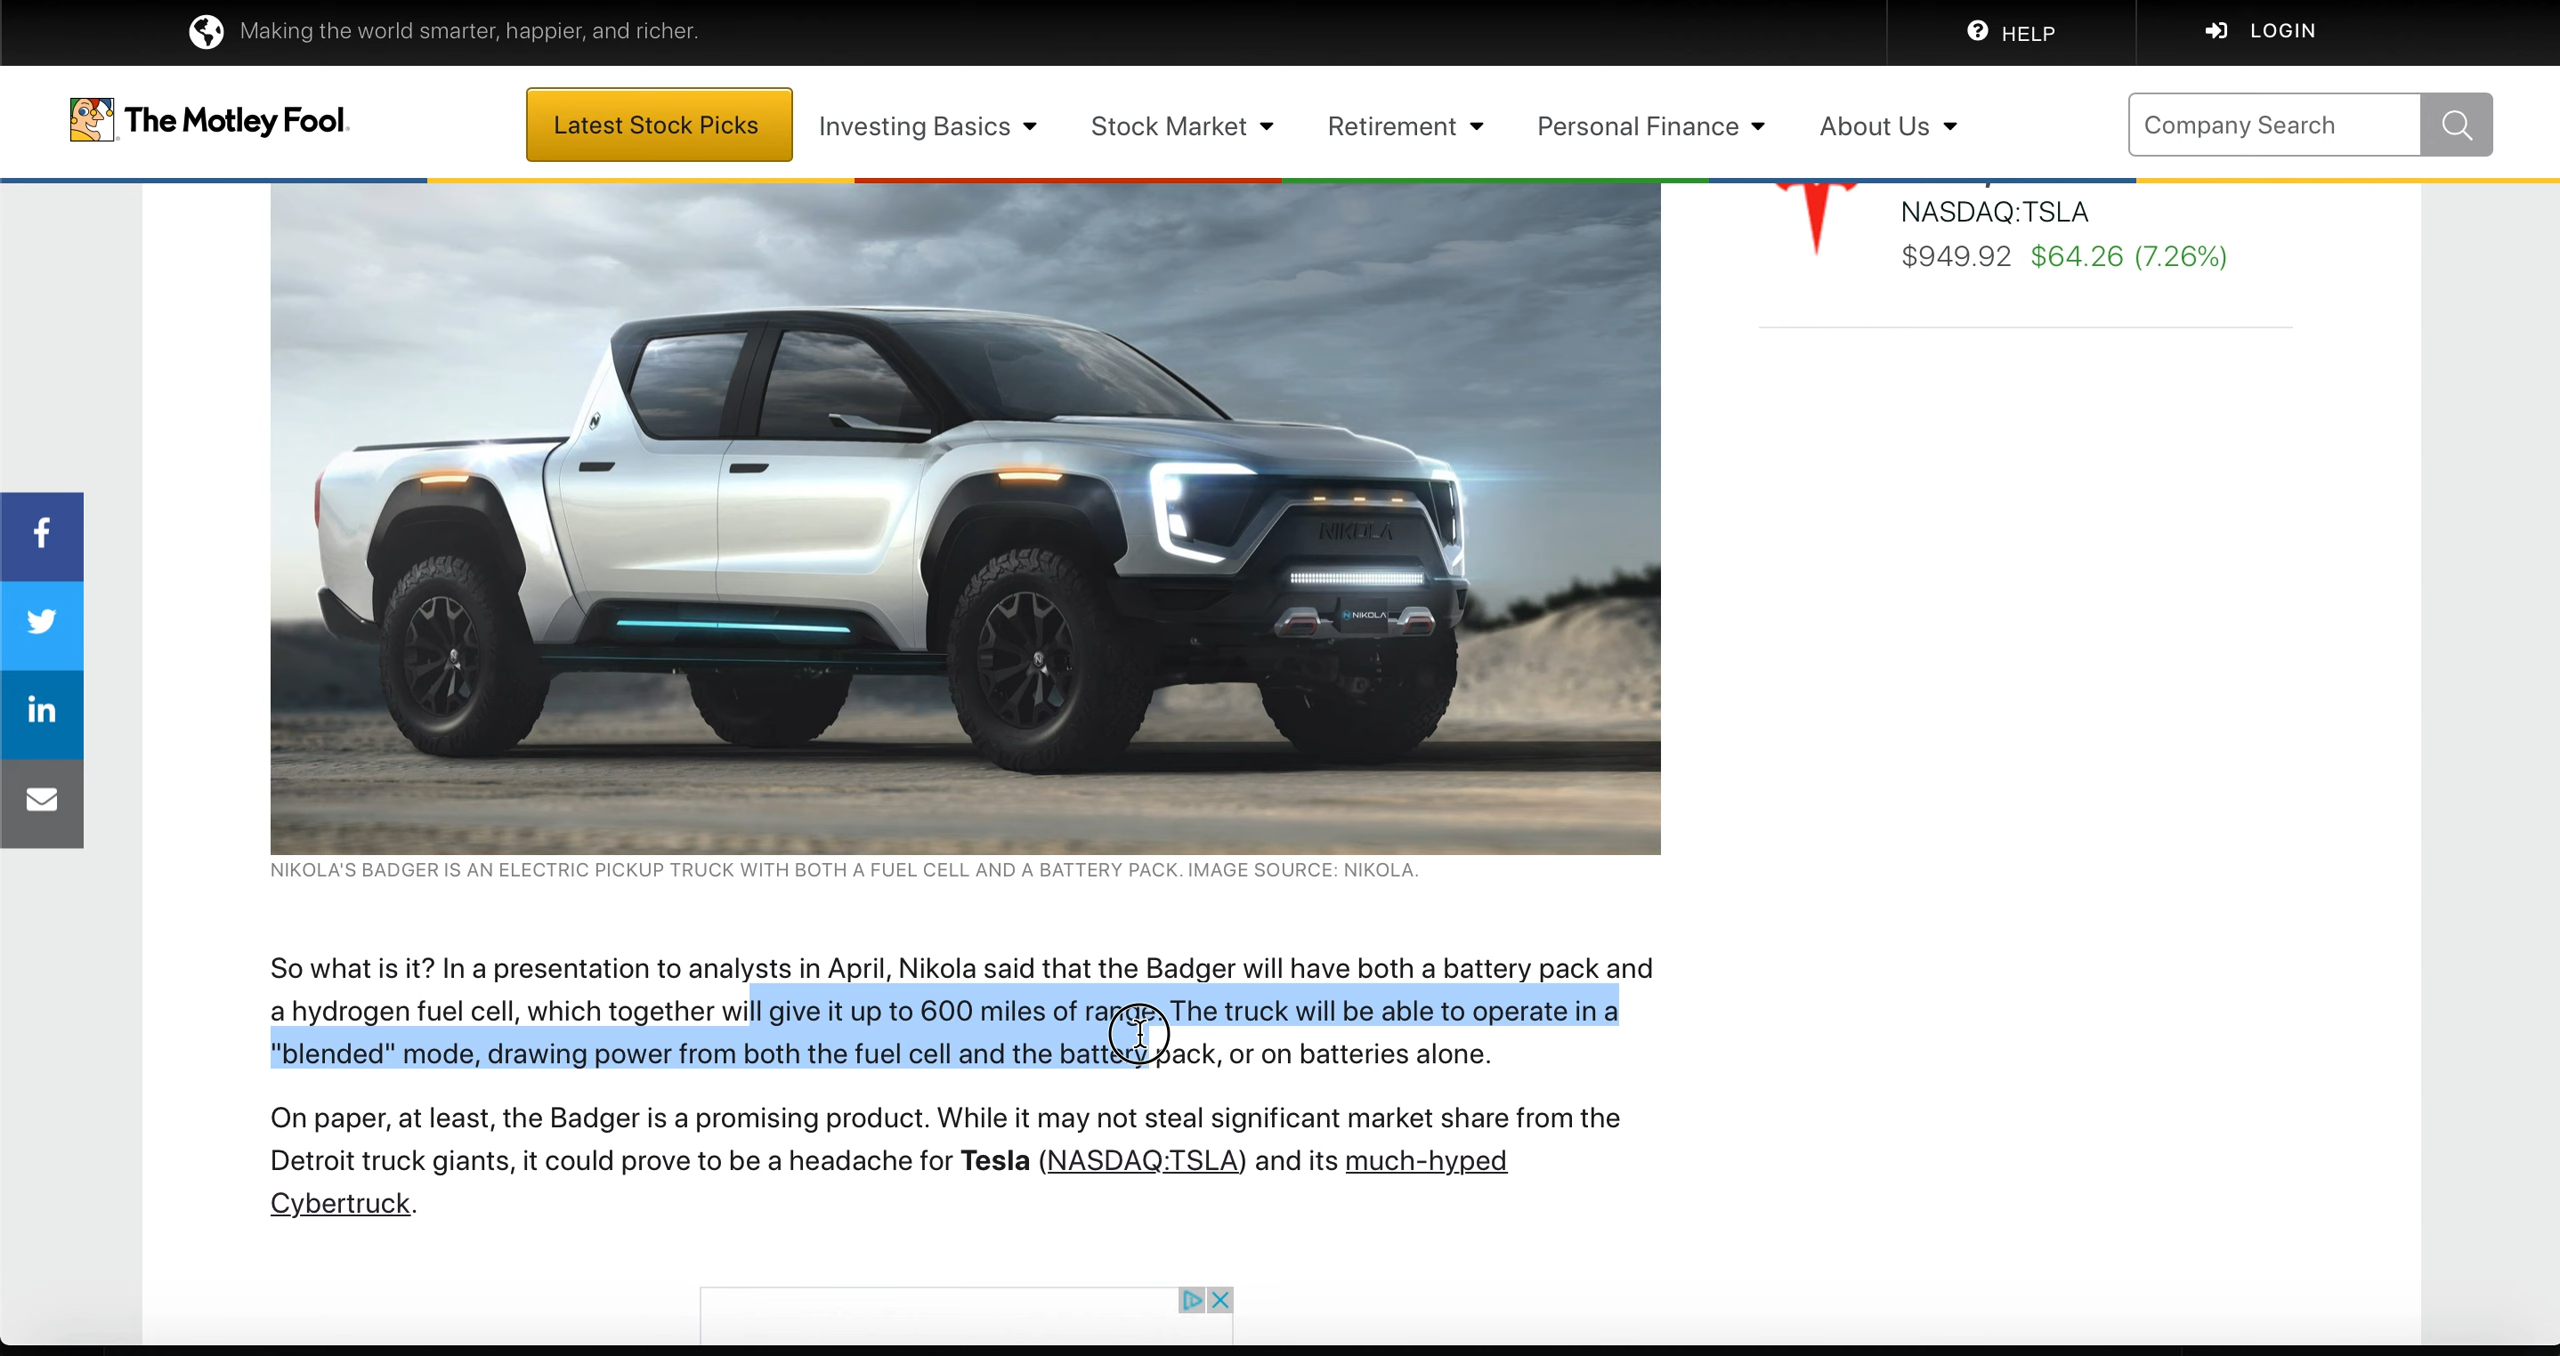 Making the world smarter, happier, and richer.
HELP
LOGIN
The Motley Fool
Latest Stock Picks
Investing Basics
Stock Market
Retirement
Personal Finance
About Us
Company Search
NASDAQ:TSLA
$949.92 $64.26 (7.26%)
NIKOLA
NIKOLA
NIKOLA'S BADGER IS AN ELECTRIC PICKUP TRUCK WITH BOTH A FUEL CELL AND A BATTERY PACK. IMAGE SOURCE: NIKOLA.
So what is it? In a presentation to analysts in April, Nikola said that the Badger will have both a battery pack and
a hydrogen fuel cell, which together will give it up to 600 miles of range. The truck will be able to operate in a
"blended" mode, drawing power from both the fuel cell and the battery pack, or on batteries alone.
On paper, at least, the Badger is a promising product. While it may not steal significant market share from the
Detroit truck giants, it could prove to be a headache for Tesla (NASDAQ:TSLA) and its much-hyped
Cybertruck.